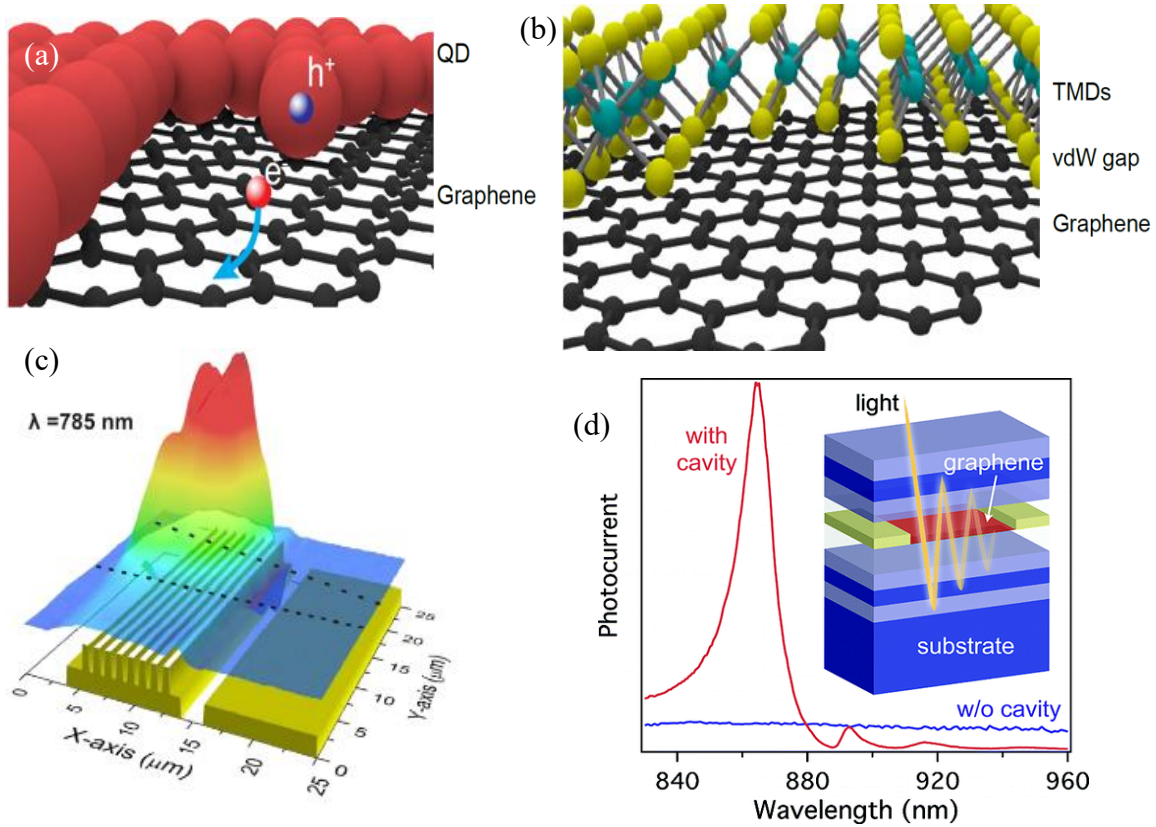 (a)
QD
h+
e-
Graphene
(b)
TMDs
vdW gap
Graphene
(c)
λ =785 nm
0
5
10
15
20
25
X-axis (μm)
0
5
10
15
20
25
Y-axis (μm)
(d)
light
with
cavity
graphene
substrate
w/o cavity
Photocurrent
840
880
920
960
Wavelength (nm)